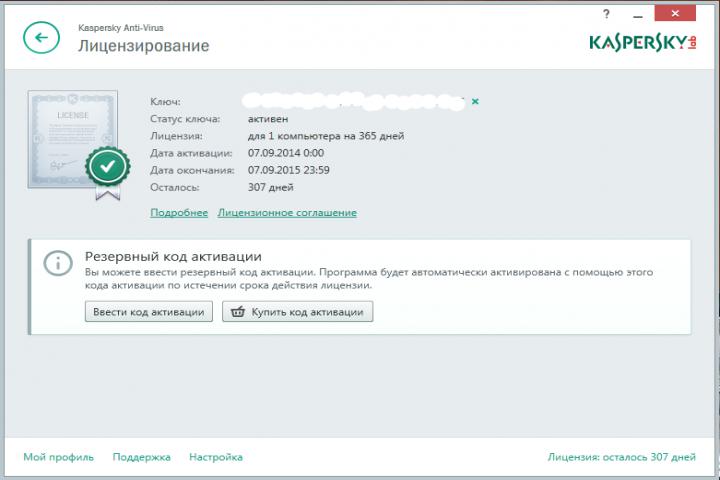 Kaspersky Anti-Virus
Лицензирование
?
KASPERSKY lab
LICENSE
Ключ:
Статус ключа: активен
Лицензия: для 1 компьютера на 365 дней
Дата активации: 07.09.2014 0:00
Дата окончания: 07.09.2015 23:59
Осталось: 307 дней
Подробнее Лицензионное соглашение
Резервный код активации
Вы можете ввести резервный код активации. Программа будет автоматически активирована с помощью этого
кода активации по истечении срока действия лицензии.
Ввести код активации Купить код активации
Мой профиль Поддержка Настройка Лицензия: осталось 307 дней